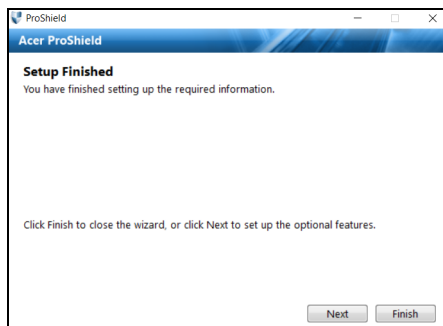 ProShield
Acer ProShield
Setup Finished
You have finished setting up the required information.
Click Finish to close the wizard, or click Next to set up the optional features.
Next Finish